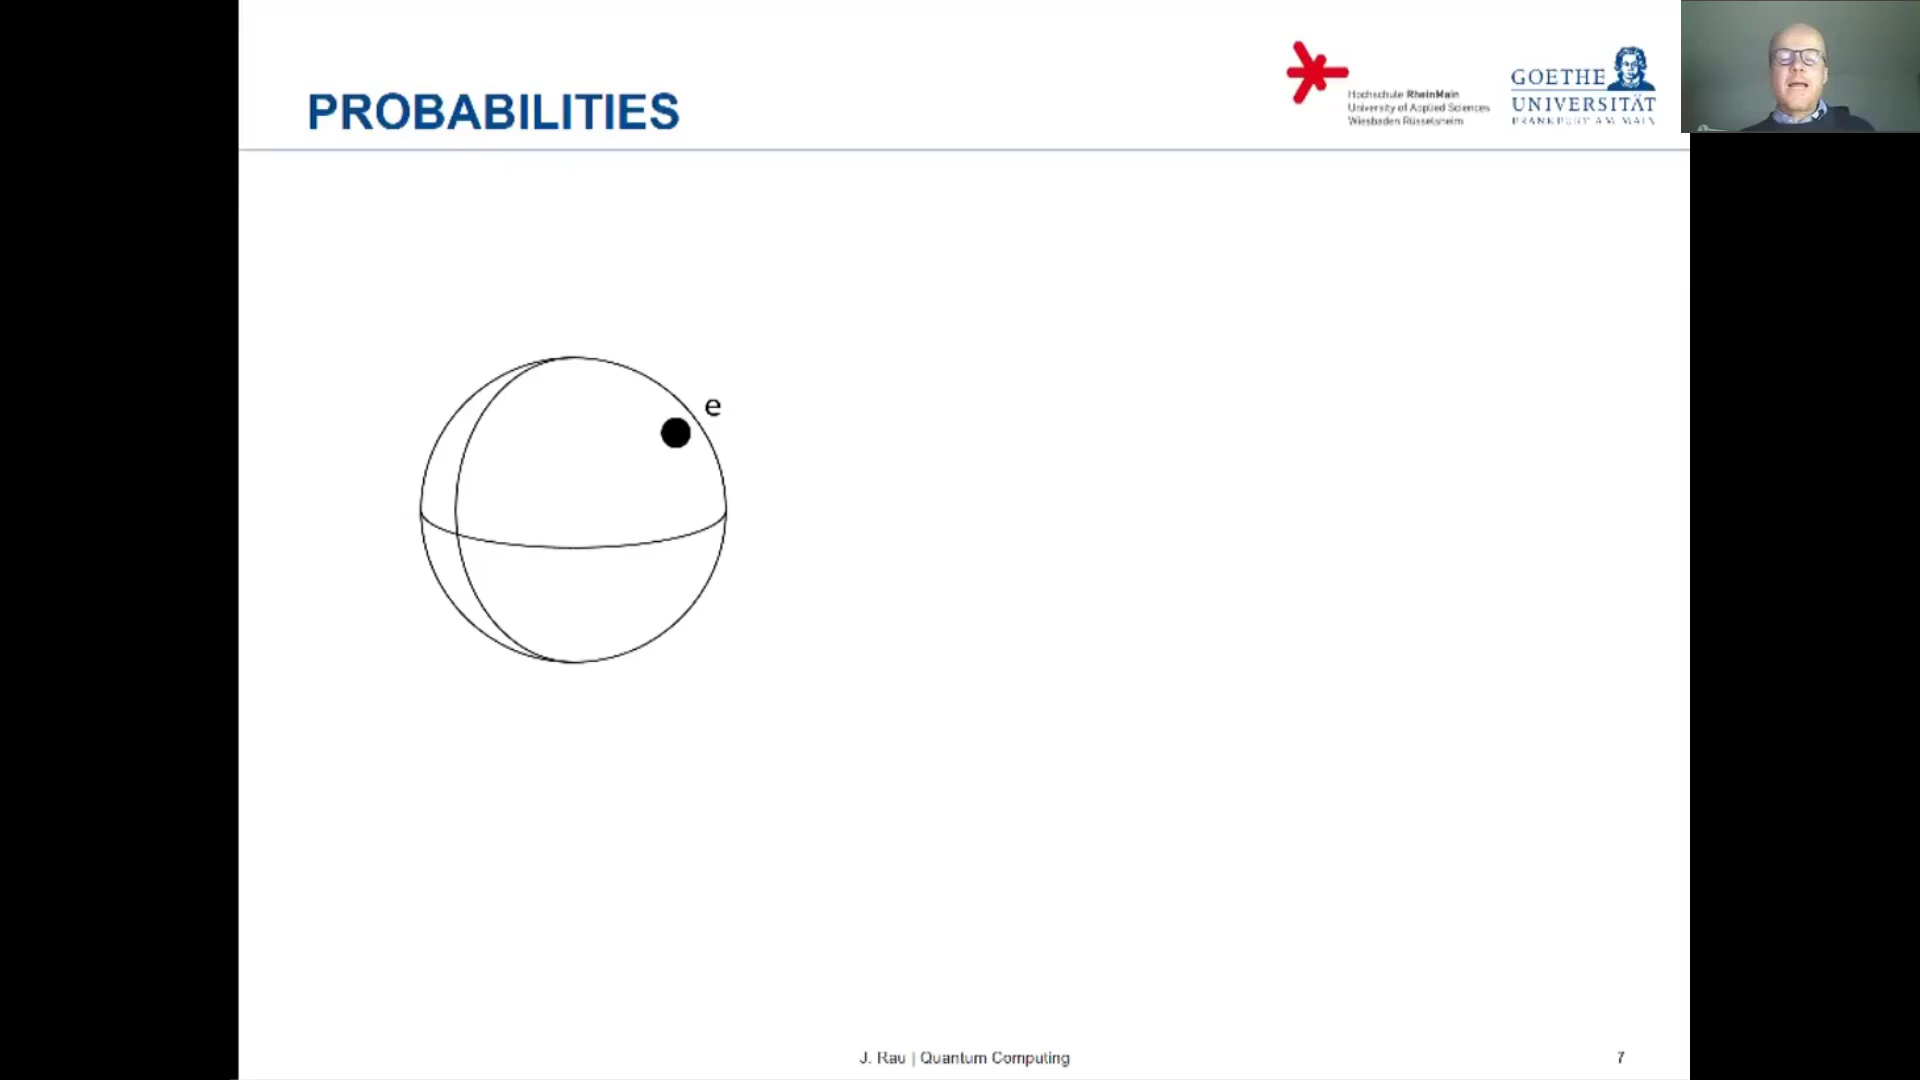 PROBABILITIES
Hochschule RheinMain
University of Applied Sciences
Wiesbaden Rüsselsheim
GOETHE
UNIVERSITÄT
FRANKFURT AM MAIN
e
J. Rau | Quantum Computing
7